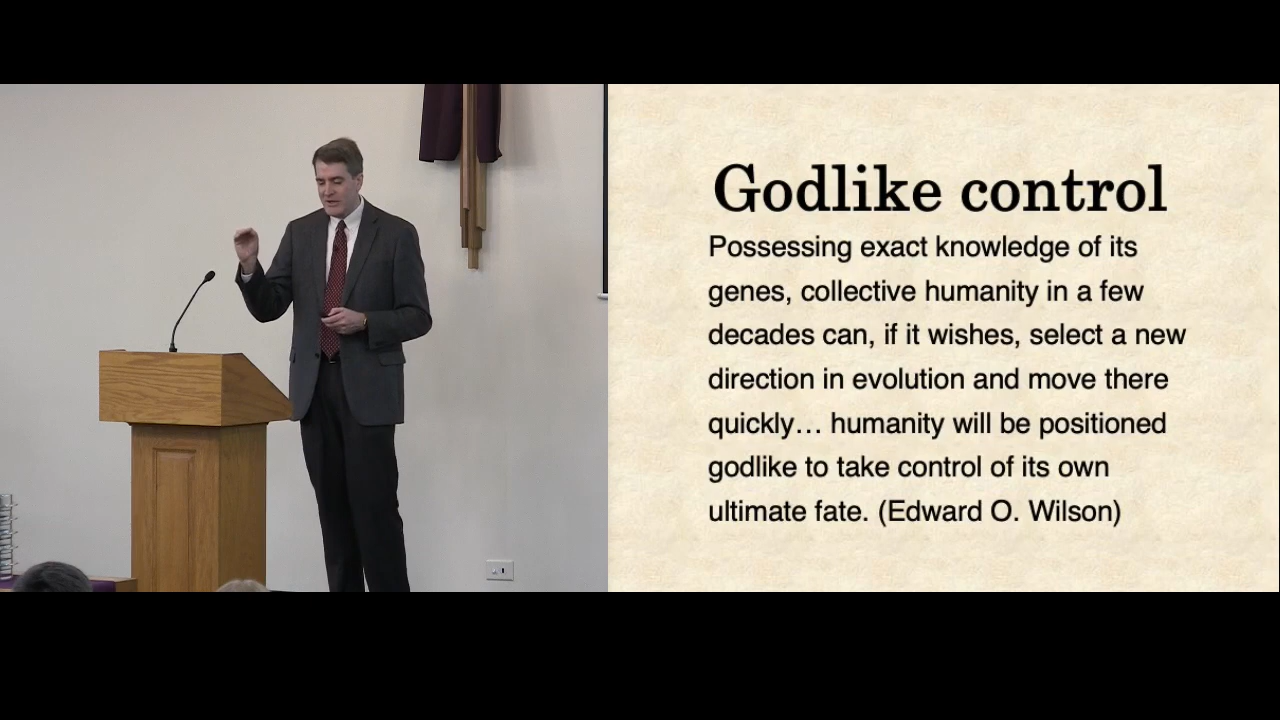 Godlike control
Possessing exact knowledge of its
genes, collective humanity in a few
decades can, if it wishes, select a new
direction in evolution and move there
quickly… humanity will be positioned
godlike to take control of its own
ultimate fate. (Edward O. Wilson)